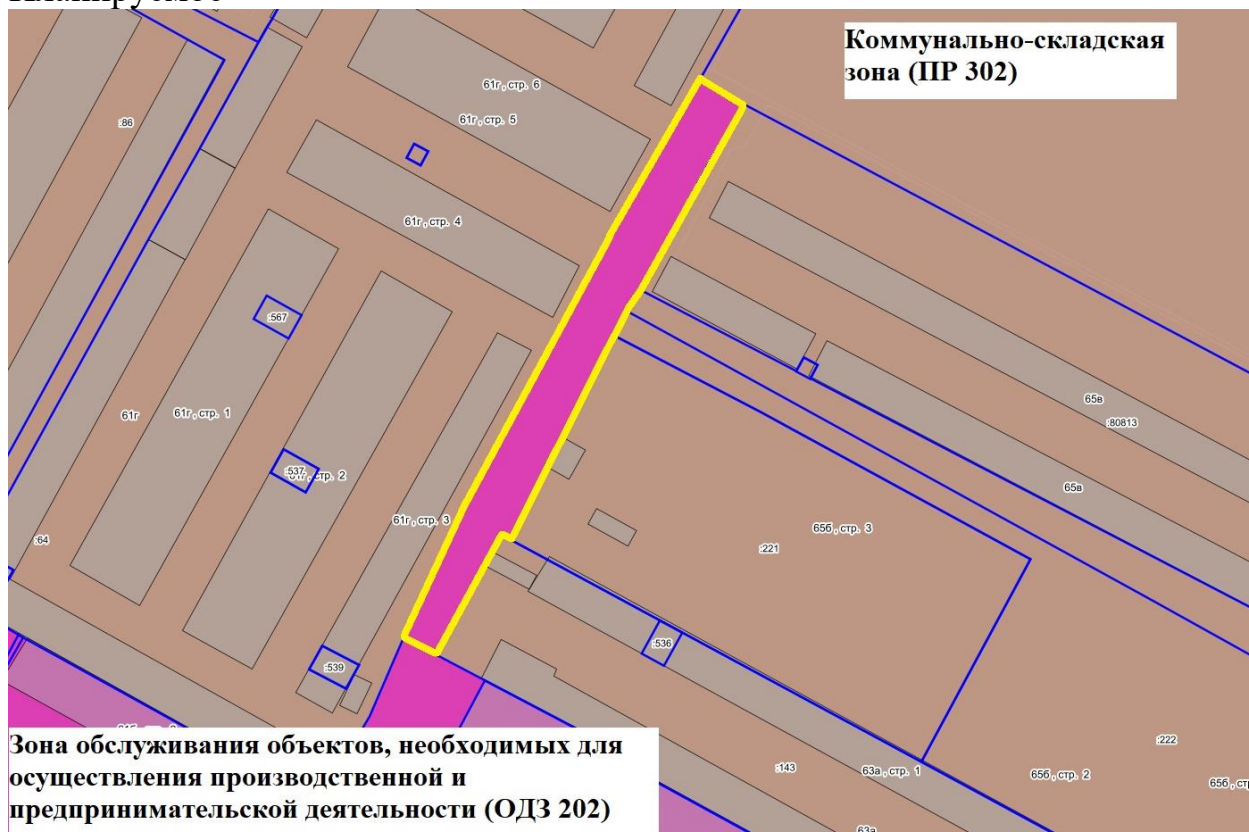 Планируемое
Коммунально-складская
зона (ПР 302)
61г , стр. 6
:86
61г , стр. 5
61г , стр. 4
:567
61г
61г , стр. 1
:537
стр. 2
65в
:80813
65в
61г , стр. 3
65б , стр. 3
:64
:221
:536
:539
:222
:143
63а , стр. 1
65б , стр. 2
65б , ст
63а
Зона обслуживания объектов, необходимых для
осуществления производственной и
предпринимательской деятельности (ОДЗ 202)